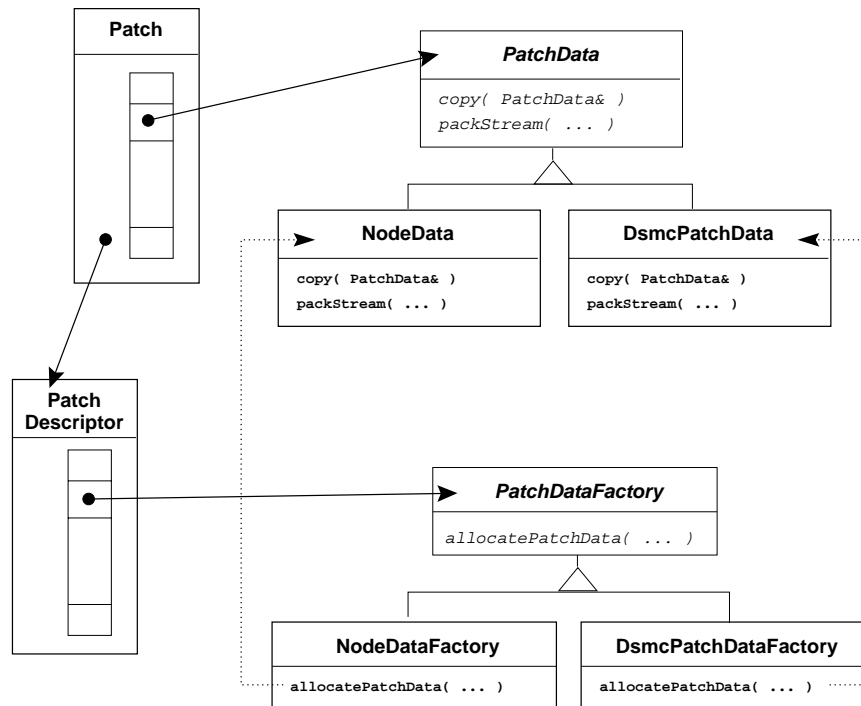 Patch
PatchData
copy( PatchData& )
packStream( ... )
NodeData
copy( PatchData& )
packStream( ... )
DsmcPatchData
copy( PatchData& )
packStream( ... )
Patch
Descriptor
PatchDataFactory
allocatePatchData( ... )
NodeDataFactory
allocatePatchData( ... )
DsmcPatchDataFactory
allocatePatchData( ... )